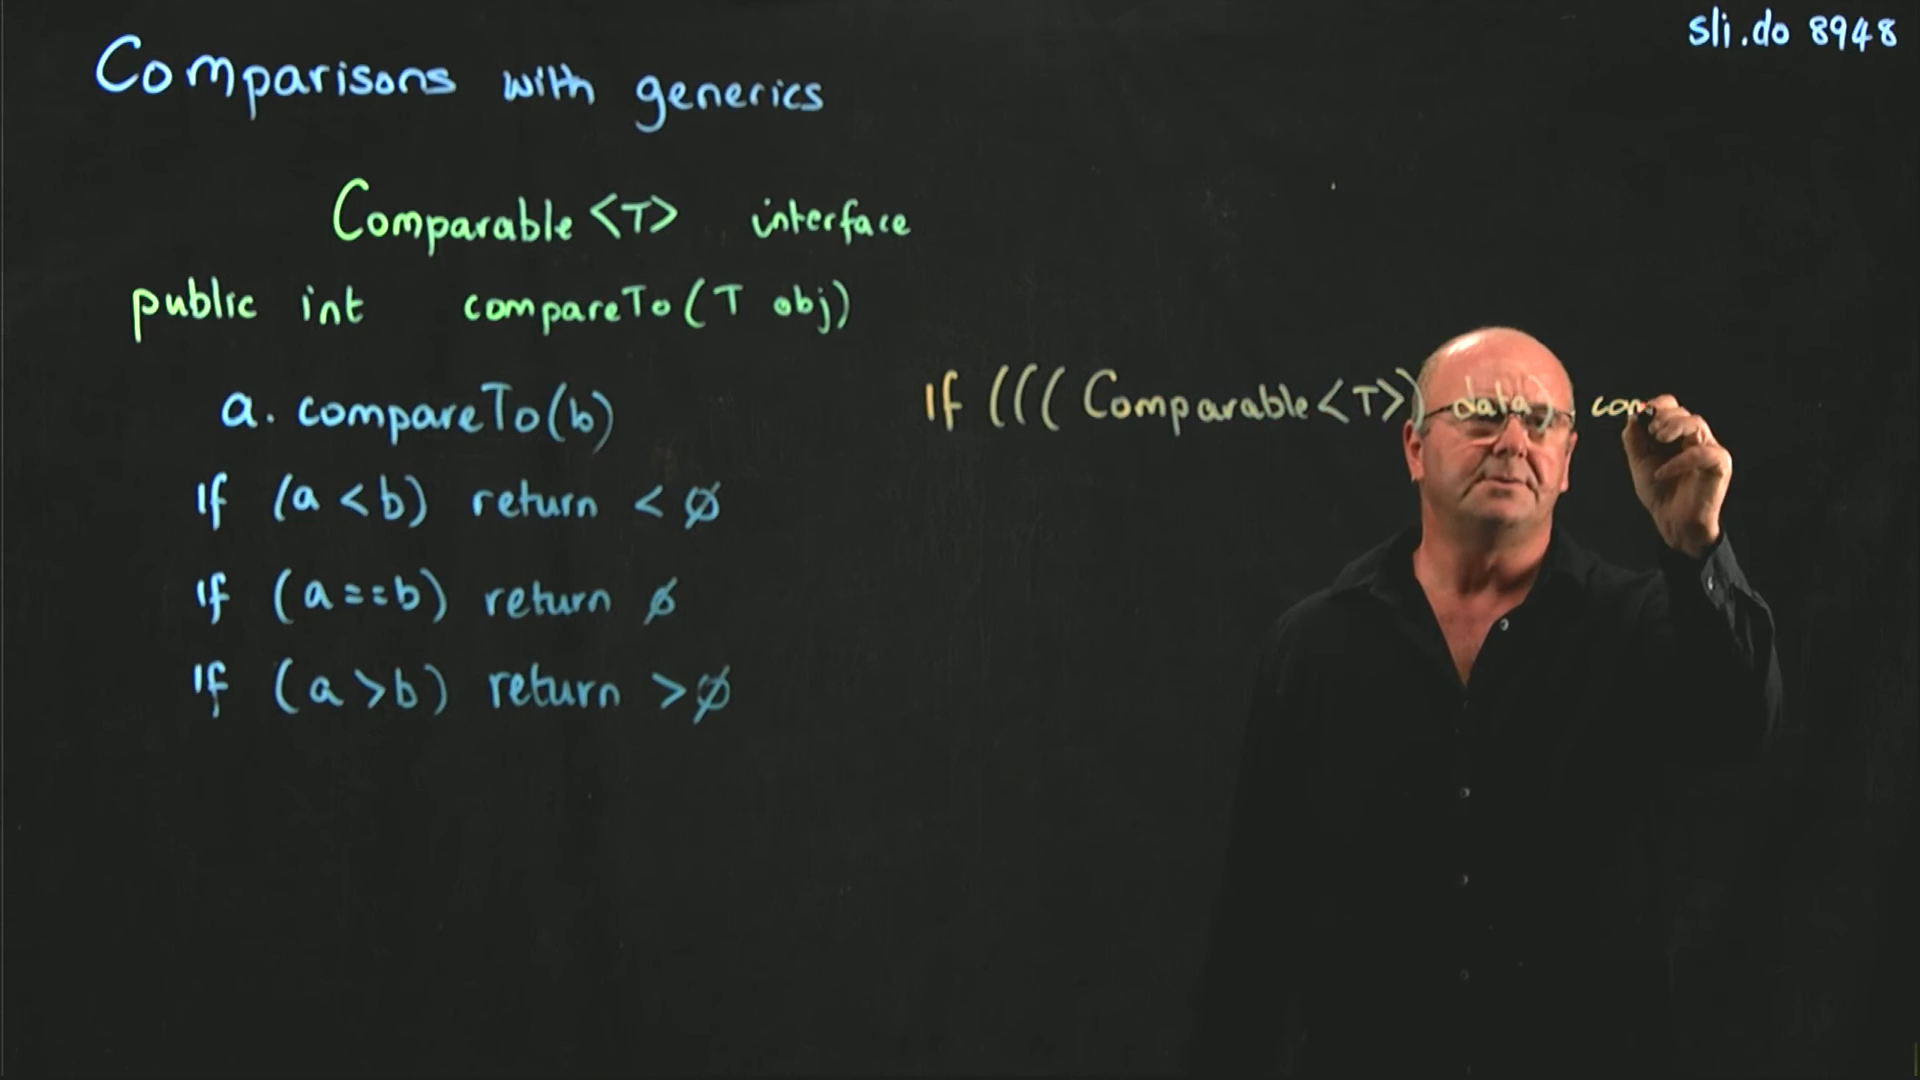 sli.do 8948
Comparisons with generics
Comparable <T> interface
public int compareTo(T obj)
a. compareTo(b)
if (a < b) return < Ø
if (a==b) return Ø
if (a > b) return > Ø
if (((Comparable<T>) data) com